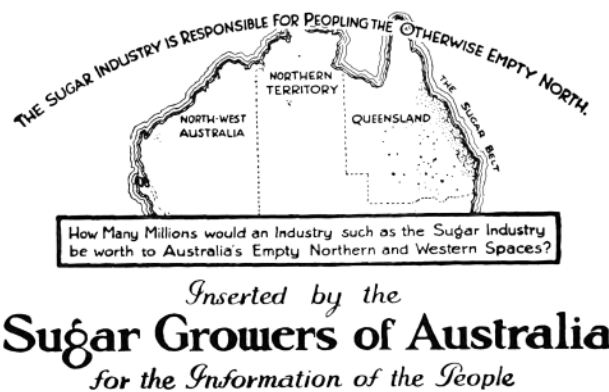 THE SUGAR INDUSTRY IS RESPONSIBLE FOR PEOPLING THE OTHERWISE EMPTY NORTH.
NORTHERN
TERRITORY
NORTH-WEST
AUSTRALIA
QUEENSLAND
THE SUGAR BELT
How Many Millions would an Industry such as the Sugar Industry
be worth to Australia's Empty Northern and Western Spaces?
Inserted by the
Sugar Growers of Australia
for the Information of the People